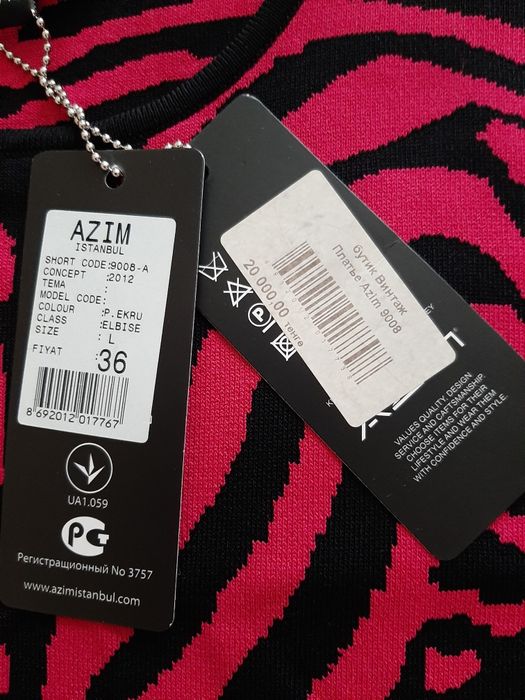 AZIM
ISTANBUL
SHORT CODE:9008-A
CONCEPT :2012
TEMA :
MODEL CODE:
COLOUR :P.EKRU
CLASS :ELBISE
SIZE : L
FIYAT :36
8 692012 017767
UA1.059
РСТ
Регистрационный No 3757
www.azimistanbul.com
бутик Винтаж
Платье Azim 9008
20 000.00 тенге
VALUES QUALITY, DESIGN,
SERVICE AND CAFTSMANSHIP.
CHOOSE ITEMS FOR THEIR
LIFESTYLE AND WEAR THEM
WITH CONFIDENCE AND STYLE.